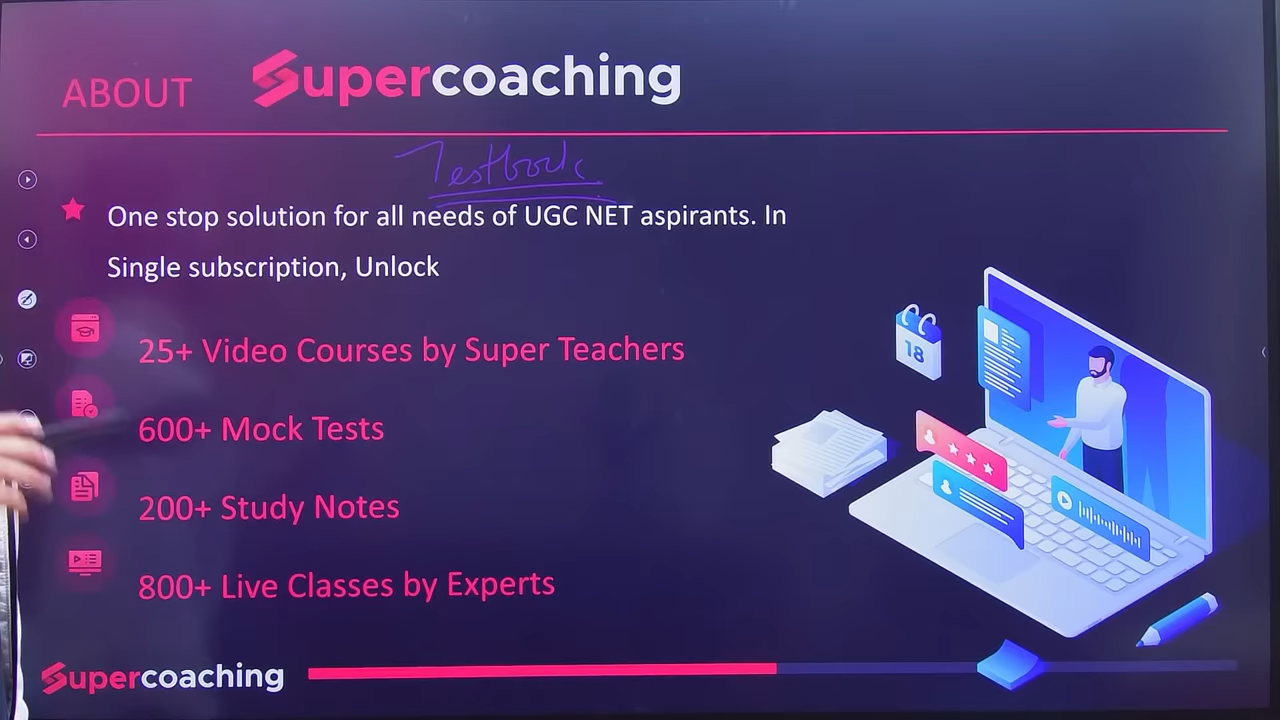 ABOUT Supercoaching
Testbook
One stop solution for all needs of UGC NET aspirants. In
Single subscription, Unlock
25+ Video Courses by Super Teachers
600+ Mock Tests
200+ Study Notes
800+ Live Classes by Experts
18
Supercoaching